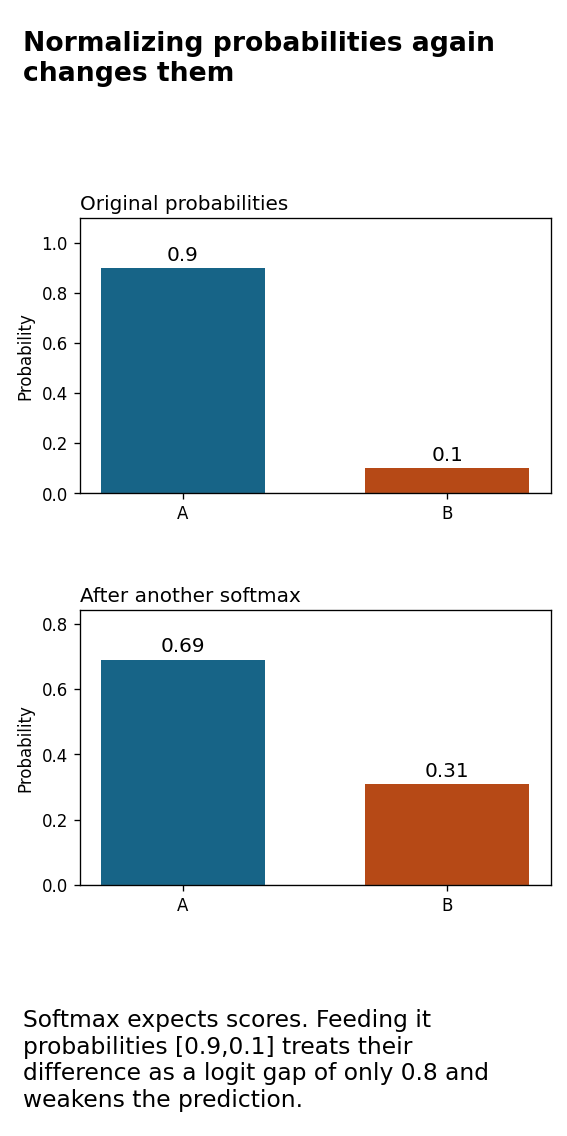 Normalizing probabilities again
changes them
Original probabilities
Probability
1.0
0.8
0.6
0.4
0.2
0.0
0.9
0.1
A
B
After another softmax
Probability
0.8
0.6
0.4
0.2
0.0
0.69
0.31
A
B
Softmax expects scores. Feeding it
probabilities [0.9,0.1] treats their
difference as a logit gap of only 0.8 and
weakens the prediction.